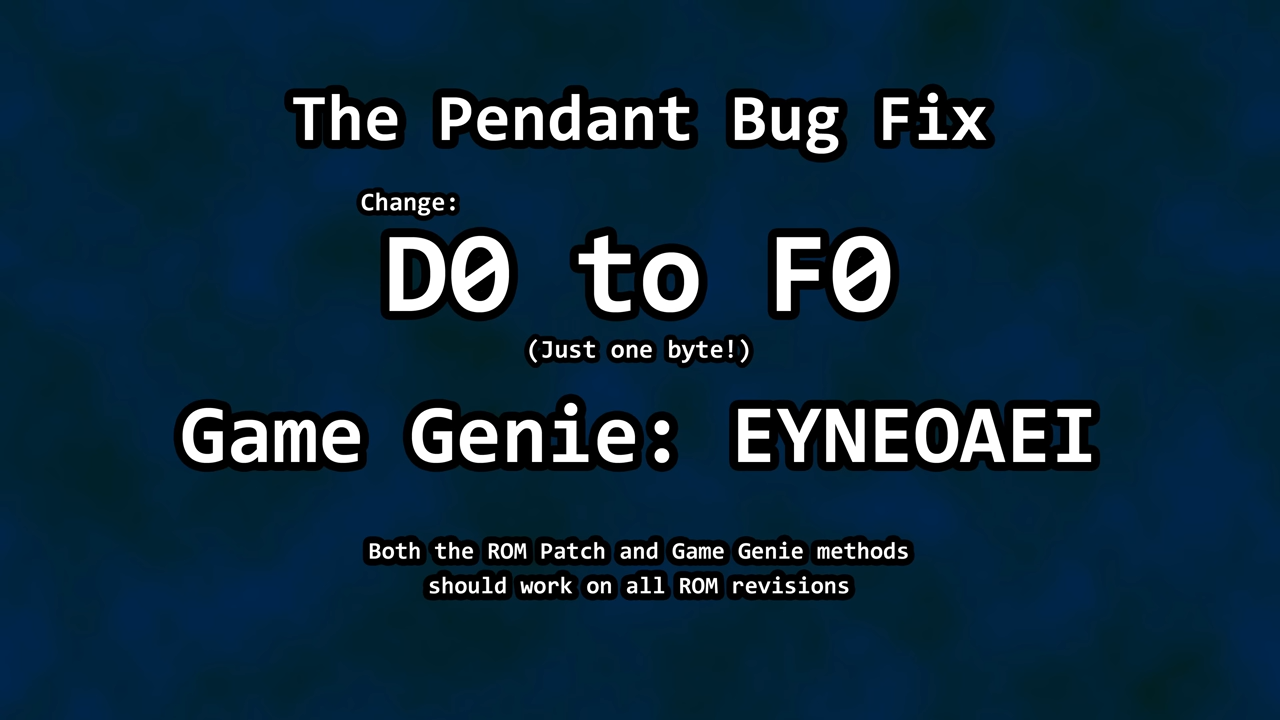 The Pendant Bug Fix
Change:
D0 to F0
(Just one byte!)
Game Genie: EYNEOAEI
Both the ROM Patch and Game Genie methods
should work on all ROM revisions